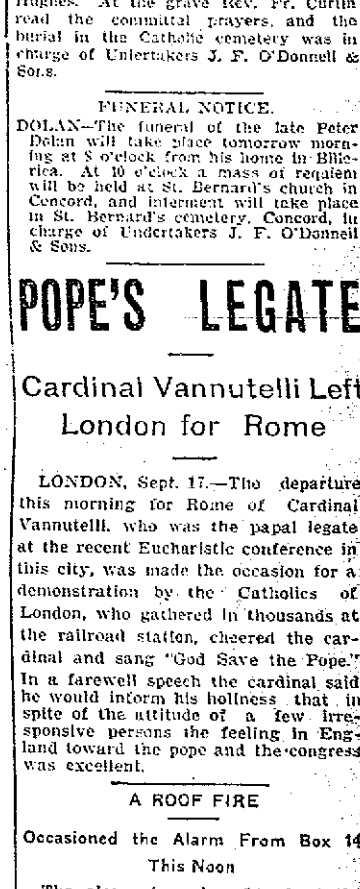 Hughes. At the grave Rev. Fr. Curtin
read the committal prayers, and the
burial in the Catholic cemetery was in
charge of Undertakers J. F. O'Donnell &
Sons.
FUNERAL NOTICE.
DOLAN—The funeral of the late Peter
Dolan will take place tomorrow morn-
ing at 8 o'clock from his home in Bille-
rica. At 10 o'clock a mass of requiem
will be held at St. Bernard's church in
Concord, and interment will take place
in St. Bernard's cemetery, Concord, in
charge of Undertakers J. F. O'Donnell
& Sons.
POPE'S LEGATE
Cardinal Vannutelli Left
London for Rome
LONDON, Sept. 17.—The departure
this morning for Rome of Cardinal
Vannutelli, who was the papal legate
at the recent Eucharistic conference in
this city, was made the occasion for a
demonstration by the Catholics of
London, who gathered in thousands at
the railroad station, cheered the car-
dinal and sang "God Save the Pope."
In a farewell speech the cardinal said
he would inform his holiness that in
spite of the attitude of a few irre-
sponsive persons the feeling in Eng-
land toward the pope and the congress
was excellent.
A ROOF FIRE
Occasioned the Alarm From Box 14
This Noon